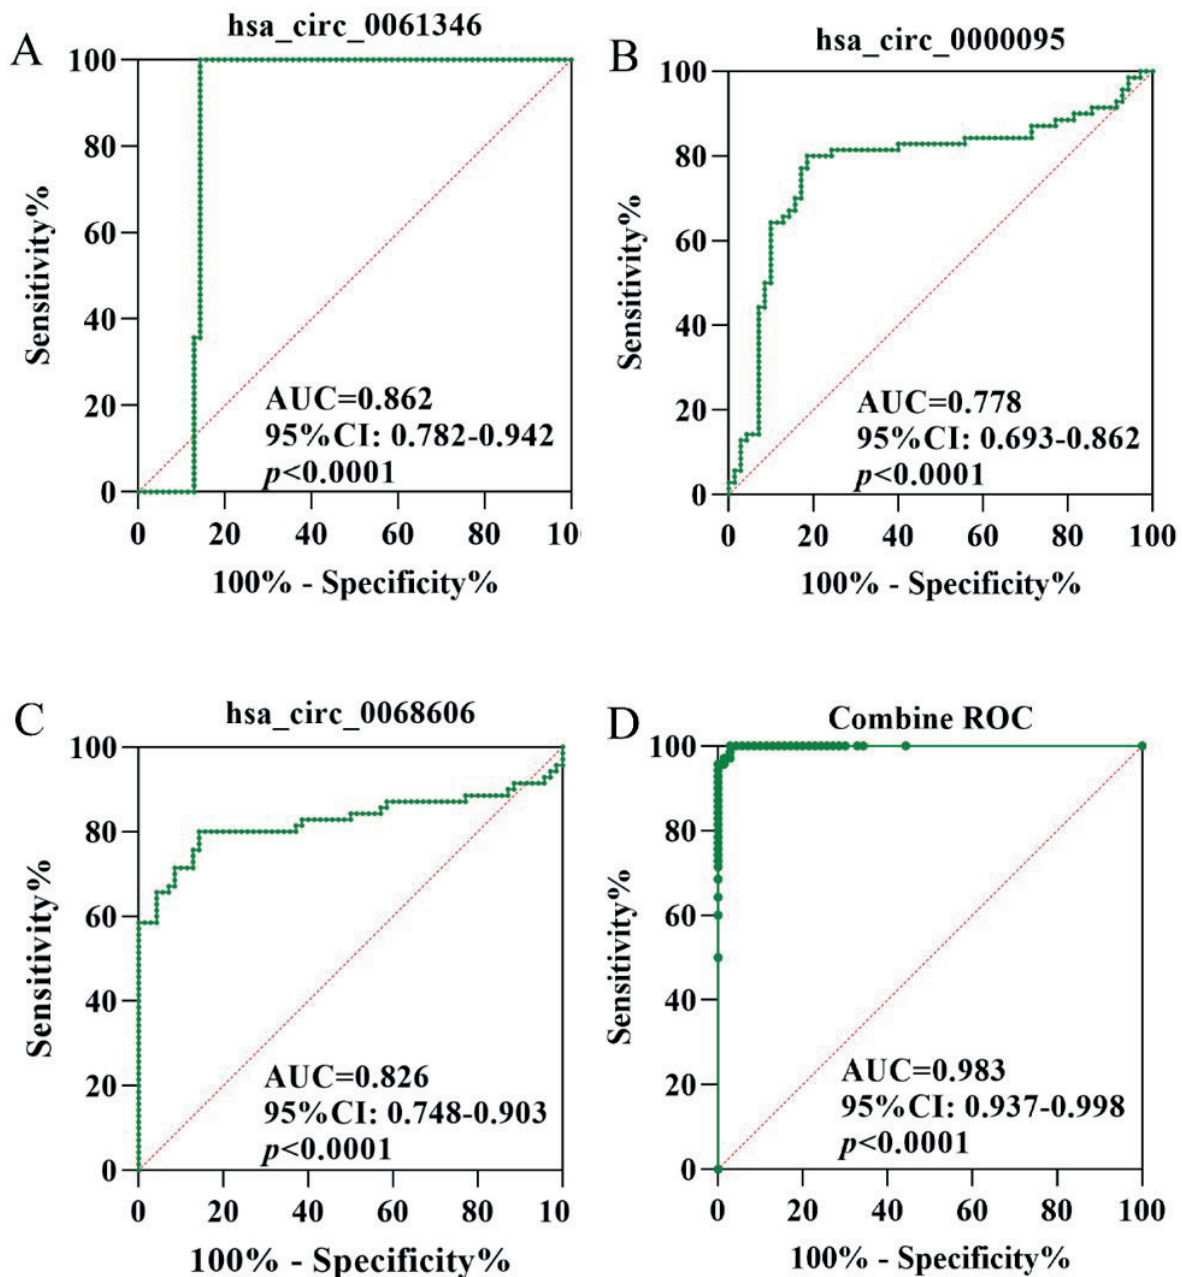 A
hsa_circ_0061346
100
80
60
40
20
0
Sensitivity%
AUC=0.862
95%CI: 0.782-0.942
p<0.0001
0 20 40 60 80 10
100% - Specificity%
B
hsa_circ_0000095
100
80
60
40
20
0
Sensitivity%
AUC=0.778
95%CI: 0.693-0.862
p<0.0001
0 20 40 60 80 100
100% - Specificity%
C
hsa_circ_0068606
100
80
60
40
20
0
Sensitivity%
AUC=0.826
95%CI: 0.748-0.903
p<0.0001
0 20 40 60 80 10
100% - Specificity%
D
Combine ROC
100
80
60
40
20
0
Sensitivity%
AUC=0.983
95%CI: 0.937-0.998
p<0.0001
0 20 40 60 80 100
100% - Specificity%